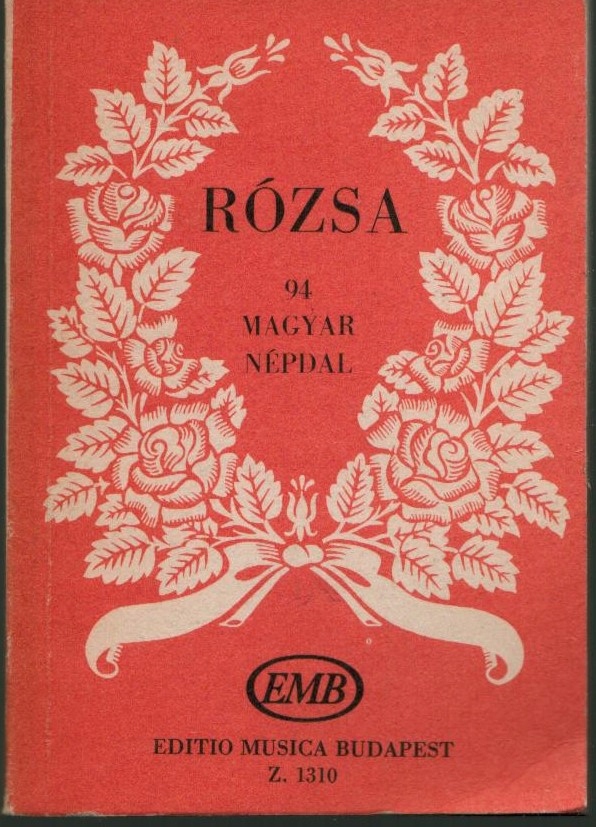 RÓZSA
94
MAGYAR
NÉPDAL
EMB
EDITIO MUSICA BUDAPEST
Z. 1310